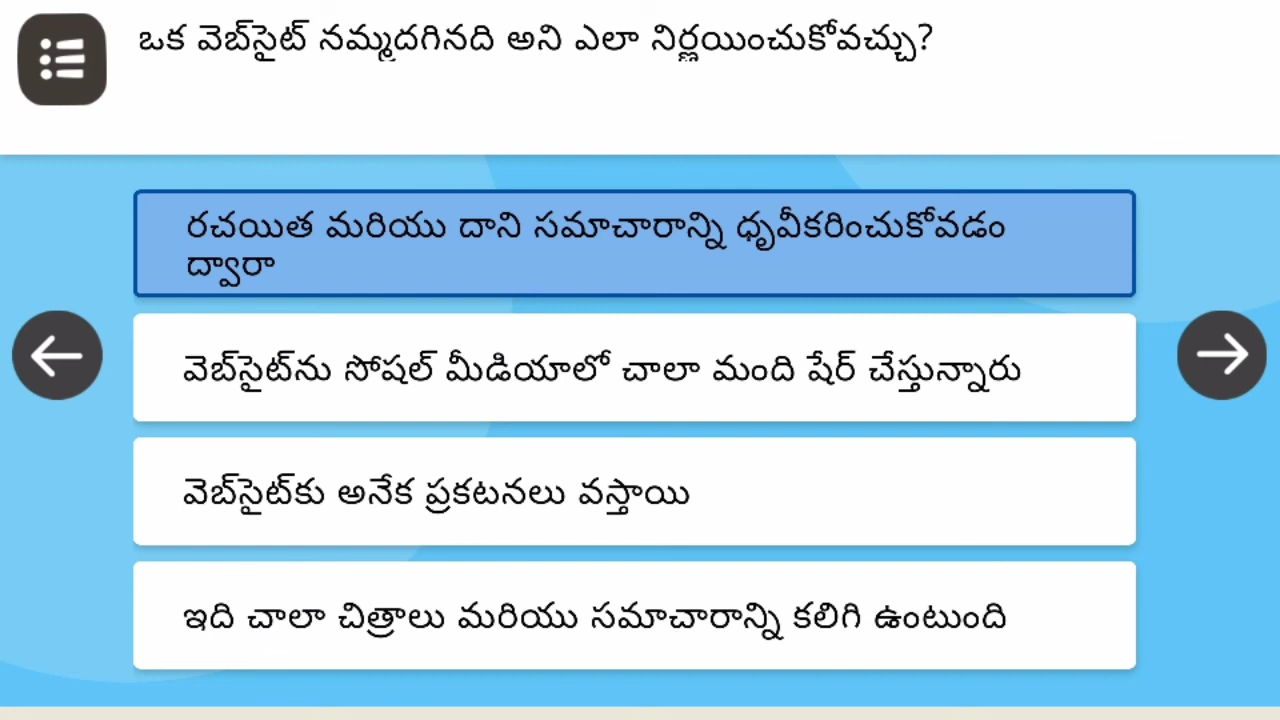 ఒక వెబ్‌సైట్ నమ్మదగినది అని ఎలా నిర్ణయించుకోవచ్చు?
రచయిత మరియు దాని సమాచారాన్ని ధృవీకరించుకోవడం
ద్వారా
వెబ్‌సైట్‌ను సోషల్ మీడియాలో చాలా మంది షేర్ చేస్తున్నారు
వెబ్‌సైట్‌కు అనేక ప్రకటనలు వస్తాయి
ఇది చాలా చిత్రాలు మరియు సమాచారాన్ని కలిగి ఉంటుంది